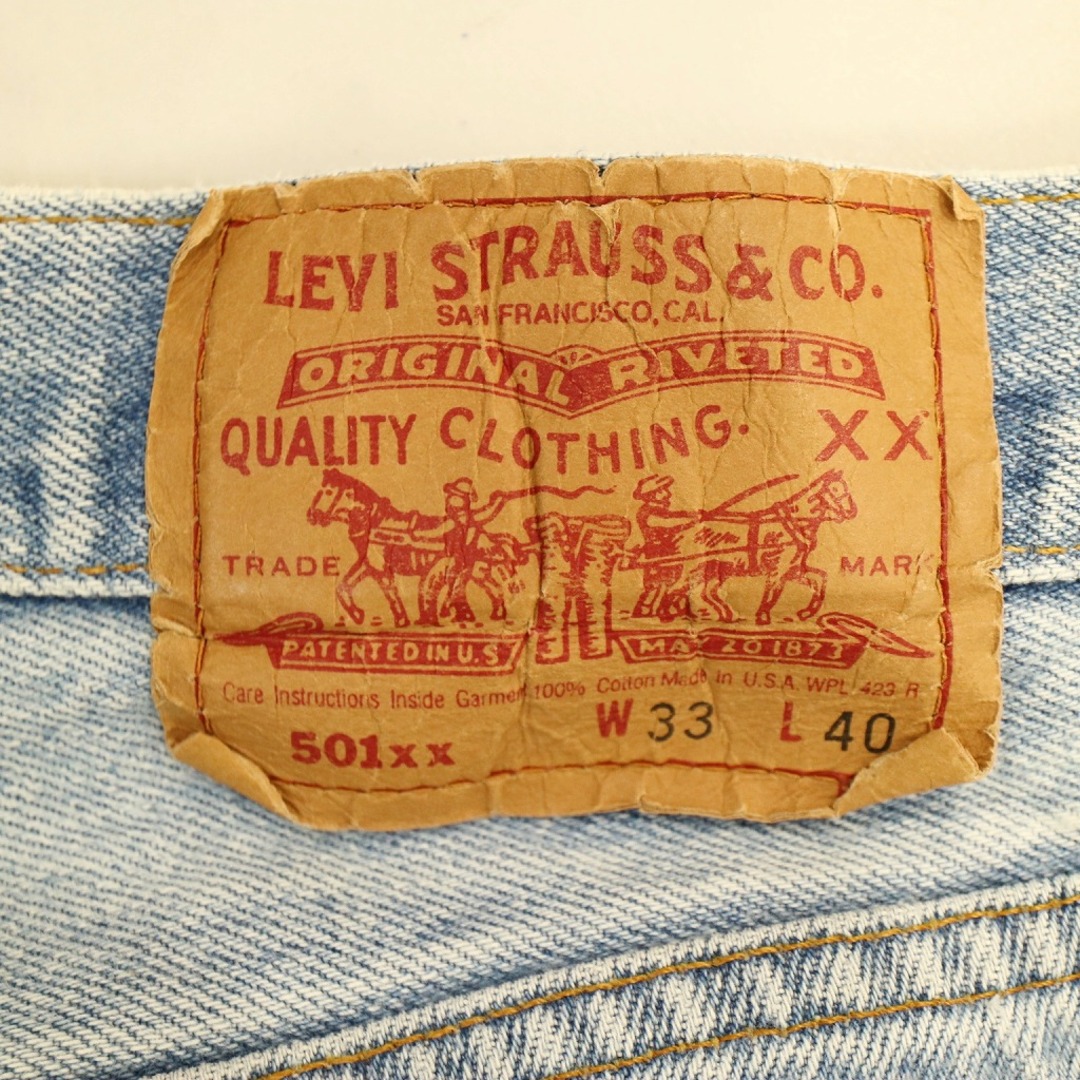 LEVI STRAUSS & CO.
SAN FRANCISCO, CAL.
ORIGINAL RIVETED
QUALITY CLOTHING. XX
TRADE MARK
PATENTED IN U.S. MAY 20 1873
Care Instructions Inside Garment 100% Cotton Made in U.S.A. WPL 423 R
501xx W 33 L 40